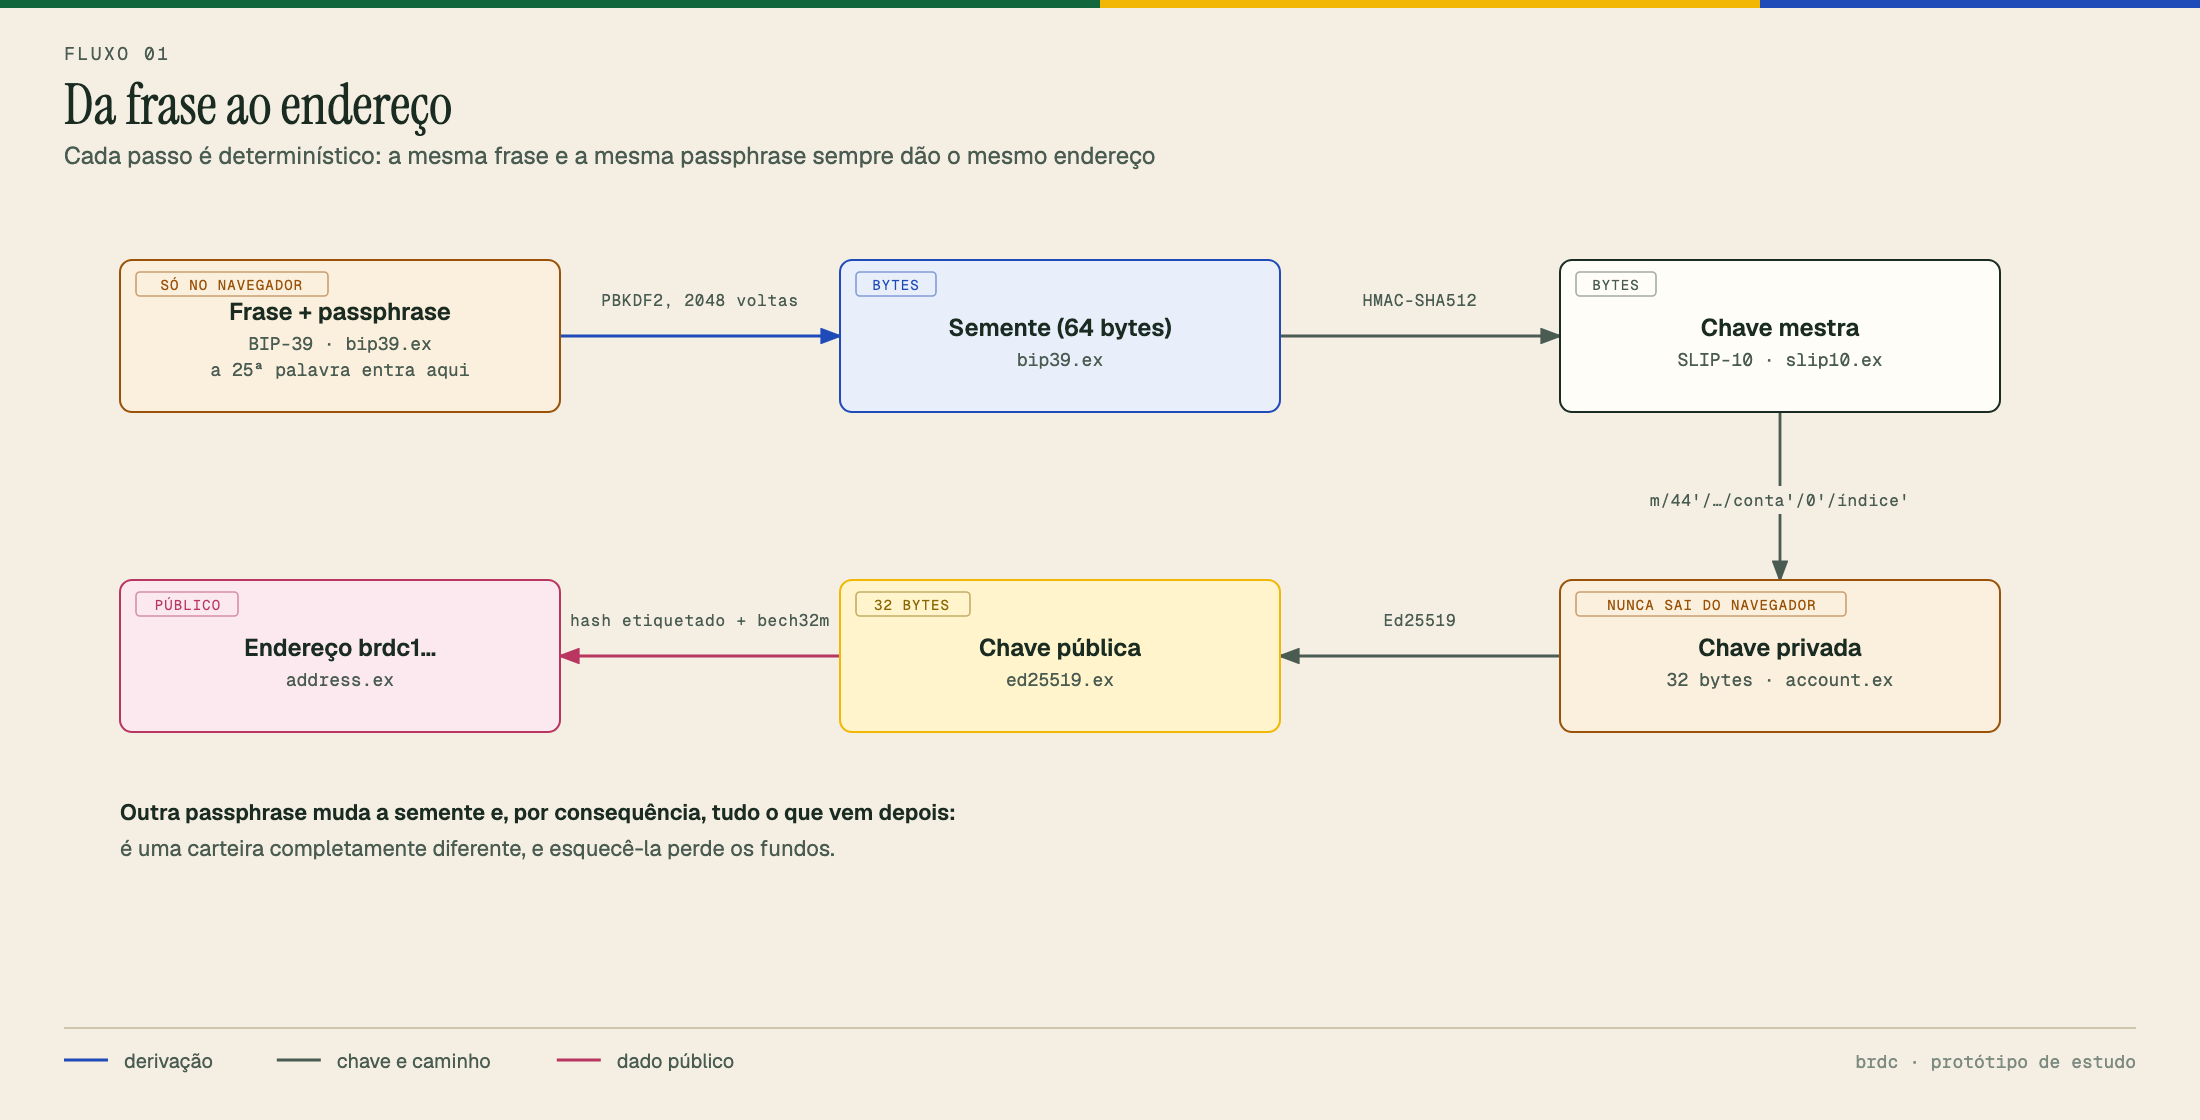 FLUXO 01
Da frase ao endereço
Cada passo é determinístico: a mesma frase e a mesma passphrase sempre dão o mesmo endereço
SÓ NO NAVEGADOR
Frase + passphrase
BIP-39 · bip39.ex
a 25ª palavra entra aqui
PBKDF2, 2048 voltas
BYTES
Semente (64 bytes)
bip39.ex
HMAC-SHA512
BYTES
Chave mestra
SLIP-10 · slip10.ex
m/44'/…/conta'/0'/índice'
NUNCA SAI DO NAVEGADOR
Chave privada
32 bytes · account.ex
Ed25519
32 BYTES
Chave pública
ed25519.ex
hash etiquetado + bech32m
PÚBLICO
Endereço brdc1…
address.ex
Outra passphrase muda a semente e, por consequência, tudo o que vem depois:
é uma carteira completamente diferente, e esquecê-la perde os fundos.
derivação
chave e caminho
dado público
brdc · protótipo de estudo